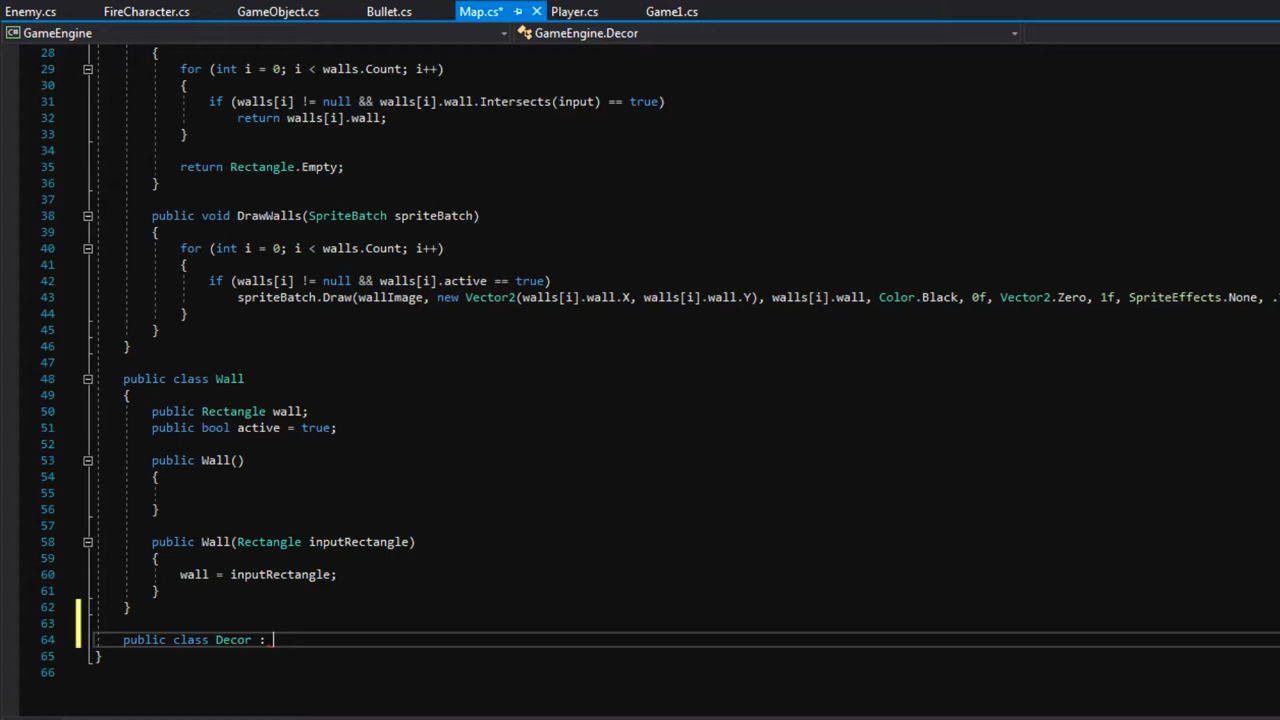 Enemy.cs FireCharacter.cs GameObject.cs Bullet.cs Map.cs* Player.cs Game1.cs
GameEngine GameEngine.Decor
28 {
29 for (int i = 0; i < walls.Count; i++)
30 {
31 if (walls[i] != null && walls[i].wall.Intersects(input) == true)
32 return walls[i].wall;
33 }
34
35 return Rectangle.Empty;
36 }
37
38 public void DrawWalls(SpriteBatch spriteBatch)
39 {
40 for (int i = 0; i < walls.Count; i++)
41 {
42 if (walls[i] != null && walls[i].active == true)
43 spriteBatch.Draw(wallImage, new Vector2(walls[i].wall.X, walls[i].wall.Y), walls[i].wall, Color.Black, 0f, Vector2.Zero, 1f, SpriteEffects.None, .
44 }
45 }
46 }
47
48 public class Wall
49 {
50 public Rectangle wall;
51 public bool active = true;
52
53 public Wall()
54 {
55
56 }
57
58 public Wall(Rectangle inputRectangle)
59 {
60 wall = inputRectangle;
61 }
62 }
63
64 public class Decor :
65 }
66